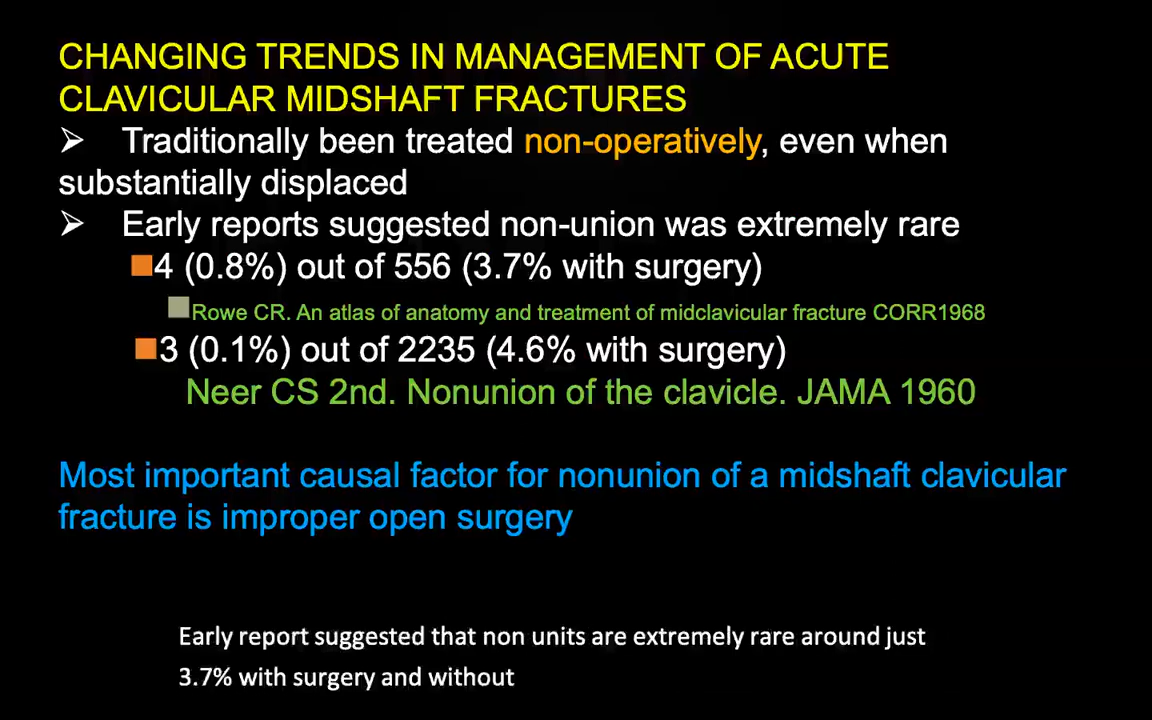 CHANGING TRENDS IN MANAGEMENT OF ACUTE
CLAVICULAR MIDSHAFT FRACTURES
➢ Traditionally been treated non-operatively, even when
substantially displaced
➢ Early reports suggested non-union was extremely rare
4 (0.8%) out of 556 (3.7% with surgery)
Rowe CR. An atlas of anatomy and treatment of midclavicular fracture CORR1968
3 (0.1%) out of 2235 (4.6% with surgery)
Neer CS 2nd. Nonunion of the clavicle. JAMA 1960
Most important causal factor for nonunion of a midshaft clavicular
fracture is improper open surgery
Early report suggested that non units are extremely rare around just
3.7% with surgery and without